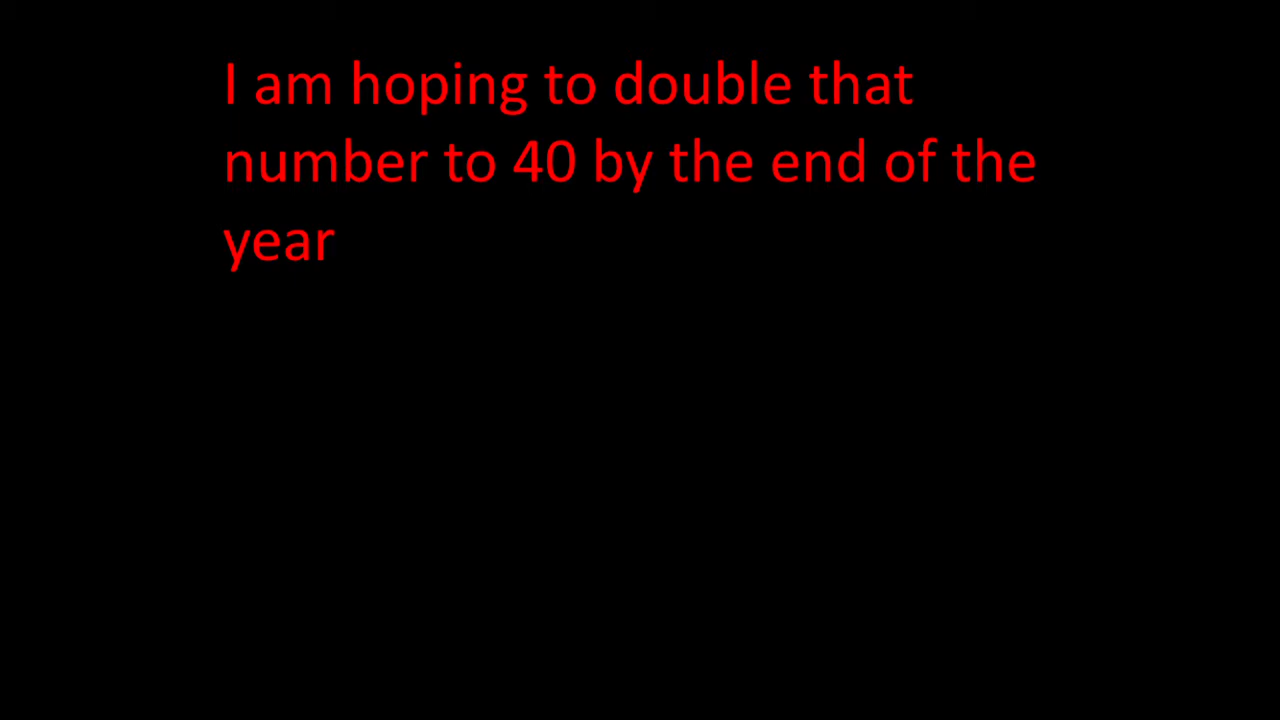 I am hoping to double that
number to 40 by the end of the
year